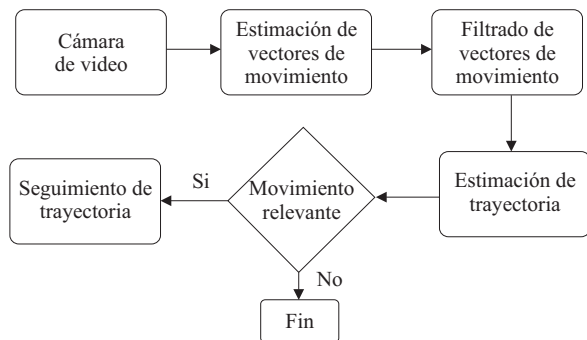 Cámara
de video
Estimación de
vectores de
movimiento
Filtrado de
vectores de
movimiento
Estimación de
trayectoria
Movimiento
relevante
Si
Seguimiento de
trayectoria
No
Fin